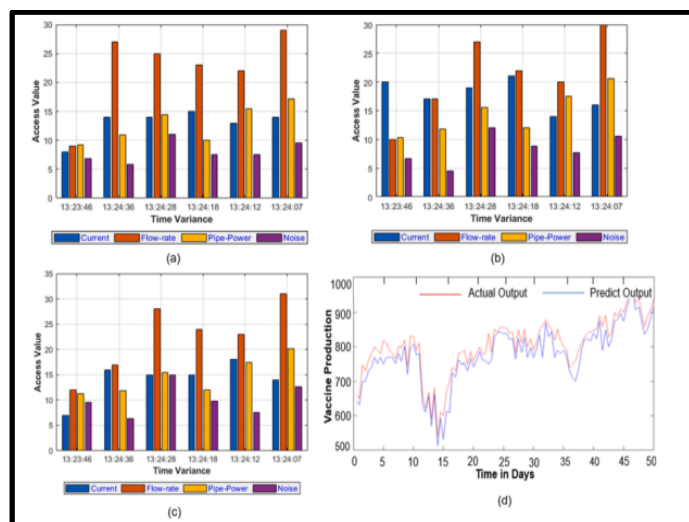 30
25
20
15
10
5
0
Access Value
13:23:46 13:24:36 13:24:28 13:24:18 13:24:12 13:24:07
Time Variance
Current Flow-rate Pipe-Power Noise
(a)
30
25
20
15
10
5
0
Access Value
13:23:46 13:24:36 13:24:28 13:24:18 13:24:12 13:24:07
Time Variance
Current Flow-rate Pipe-Power Noise
(b)
35
30
25
20
15
10
5
0
Access Value
13:23:46 13:24:36 13:24:28 13:24:18 13:24:12 13:24:07
Time Variance
Current Flow-rate Pipe-Power Noise
(c)
1000
900
800
700
600
500
Vaccine Production
Actual Output Predict Output
0 5 10 15 20 25 30 35 40 45 50
Time in Days
(d)